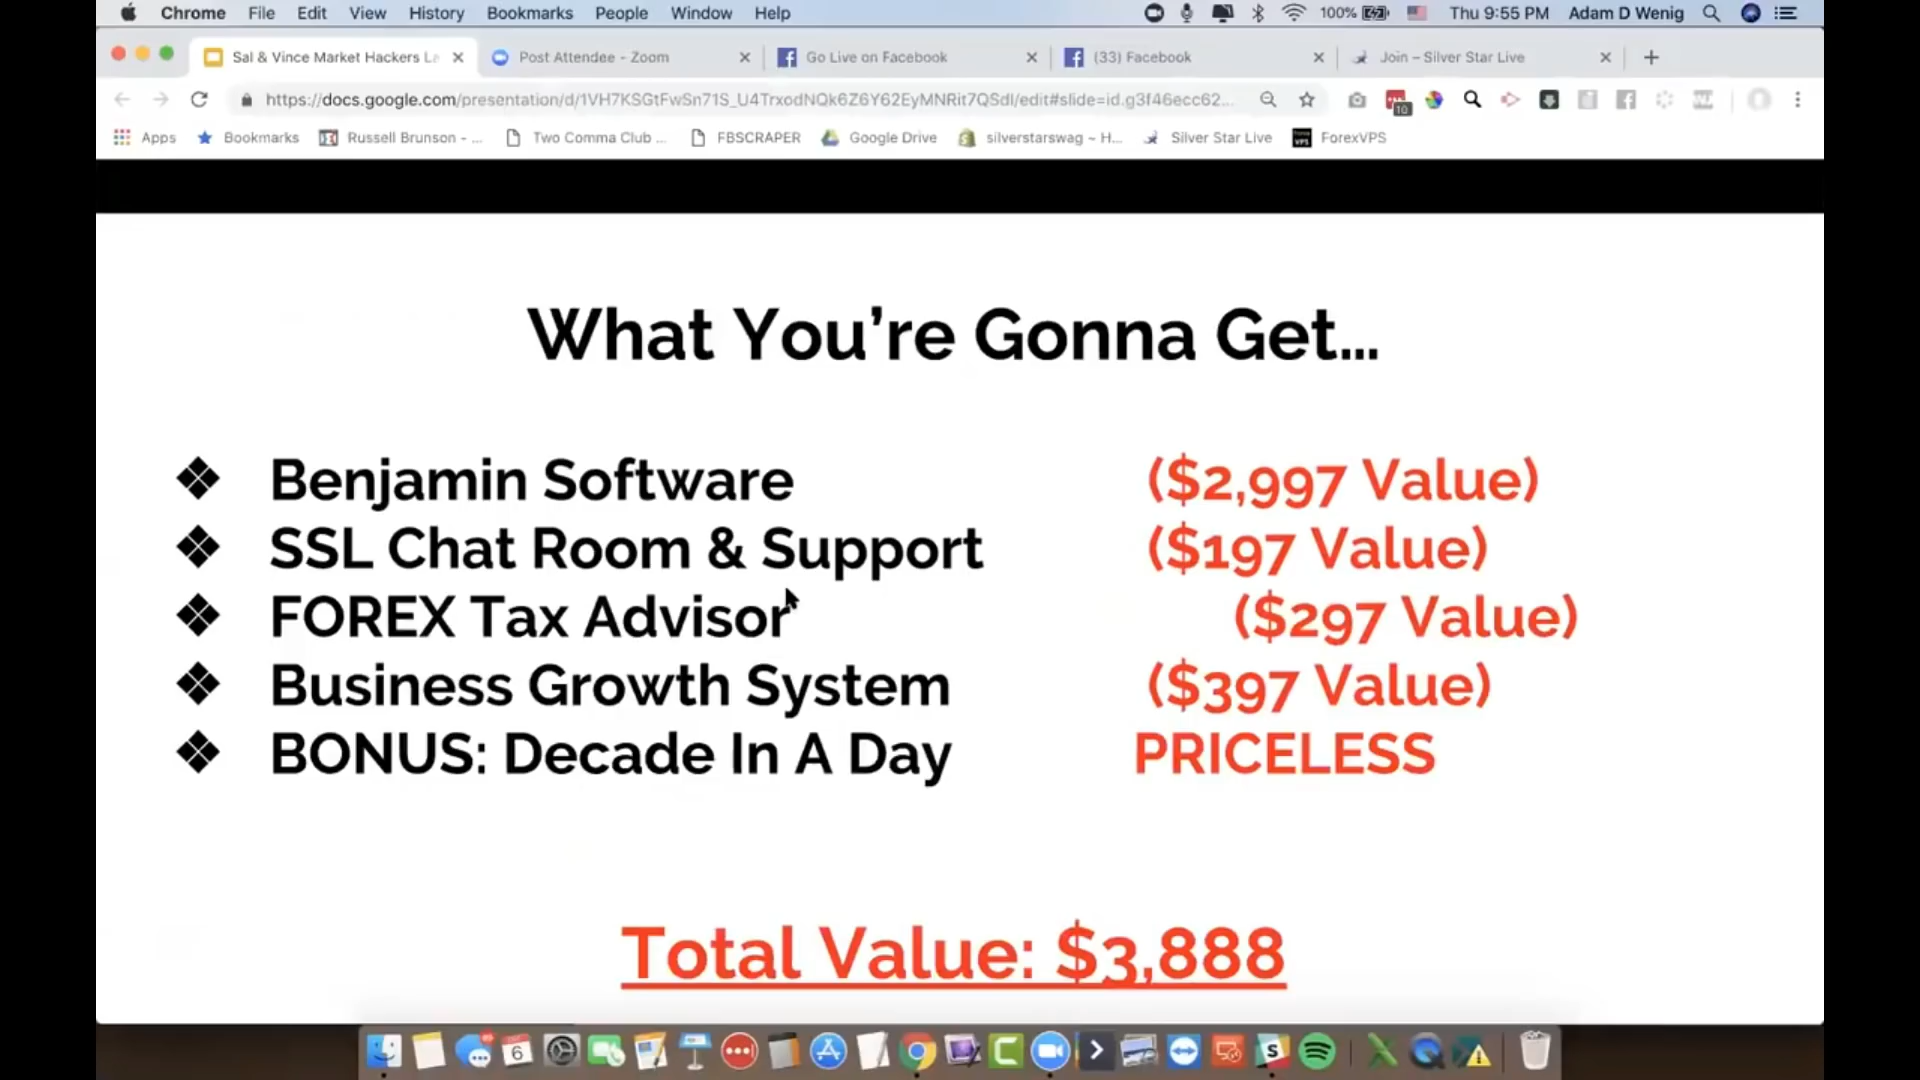 Chrome File Edit View History Bookmarks People Window Help 100% Thu 9:55 PM Adam D Wenig
Sal & Vince Market Hackers La Post Attendee - Zoom Go Live on Facebook (33) Facebook Join – Silver Star Live
https://docs.google.com/presentation/d/1VH7KSGtFwSn71S_U4TrxodNQk6Z6Y62EyMNRit7QSdI/edit#slide=id.g3f46ecc62... 10
Apps Bookmarks Russell Brunson - ... Two Comma Club ... FBSCRAPER Google Drive silverstarswag ~ H... Silver Star Live ForexVPS
What You’re Gonna Get...
❖ Benjamin Software ($2,997 Value)
❖ SSL Chat Room & Support ($197 Value)
❖ FOREX Tax Advisor ($297 Value)
❖ Business Growth System ($397 Value)
❖ BONUS: Decade In A Day PRICELESS
Total Value: $3,888
6